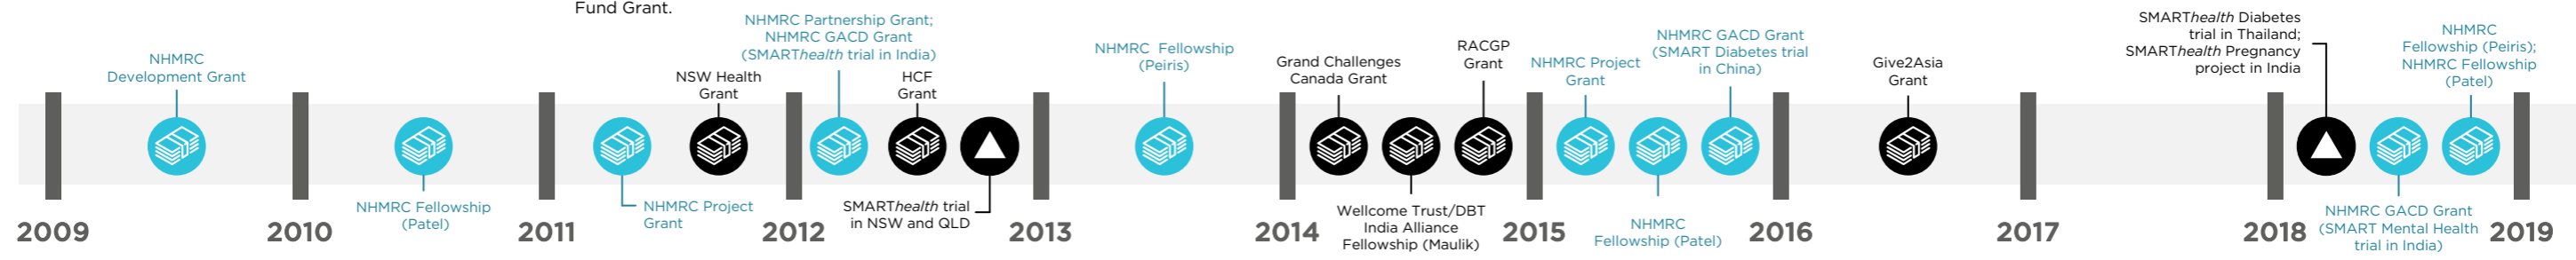 Fund Grant.
NHMRC
Development Grant
NHMRC Fellowship
(Patel)
NHMRC Project
Grant
NSW Health
Grant
NHMRC Partnership Grant;
NHMRC GACD Grant
(SMARThealth trial in India)
HCF
Grant
SMARThealth trial
in NSW and QLD
NHMRC Fellowship
(Peiris)
Grand Challenges
Canada Grant
Wellcome Trust/DBT
India Alliance
Fellowship (Maulik)
RACGP
Grant
NHMRC Project
Grant
NHMRC
Fellowship (Patel)
NHMRC GACD Grant
(SMART Diabetes trial
in China)
Give2Asia
Grant
SMARThealth Diabetes
trial in Thailand;
SMARThealth Pregnancy
project in India
NHMRC GACD Grant
(SMART Mental Health
trial in India)
NHMRC
Fellowship (Peiris);
NHMRC Fellowship
(Patel)
2009
2010
2011
2012
2013
2014
2015
2016
2017
2018
2019